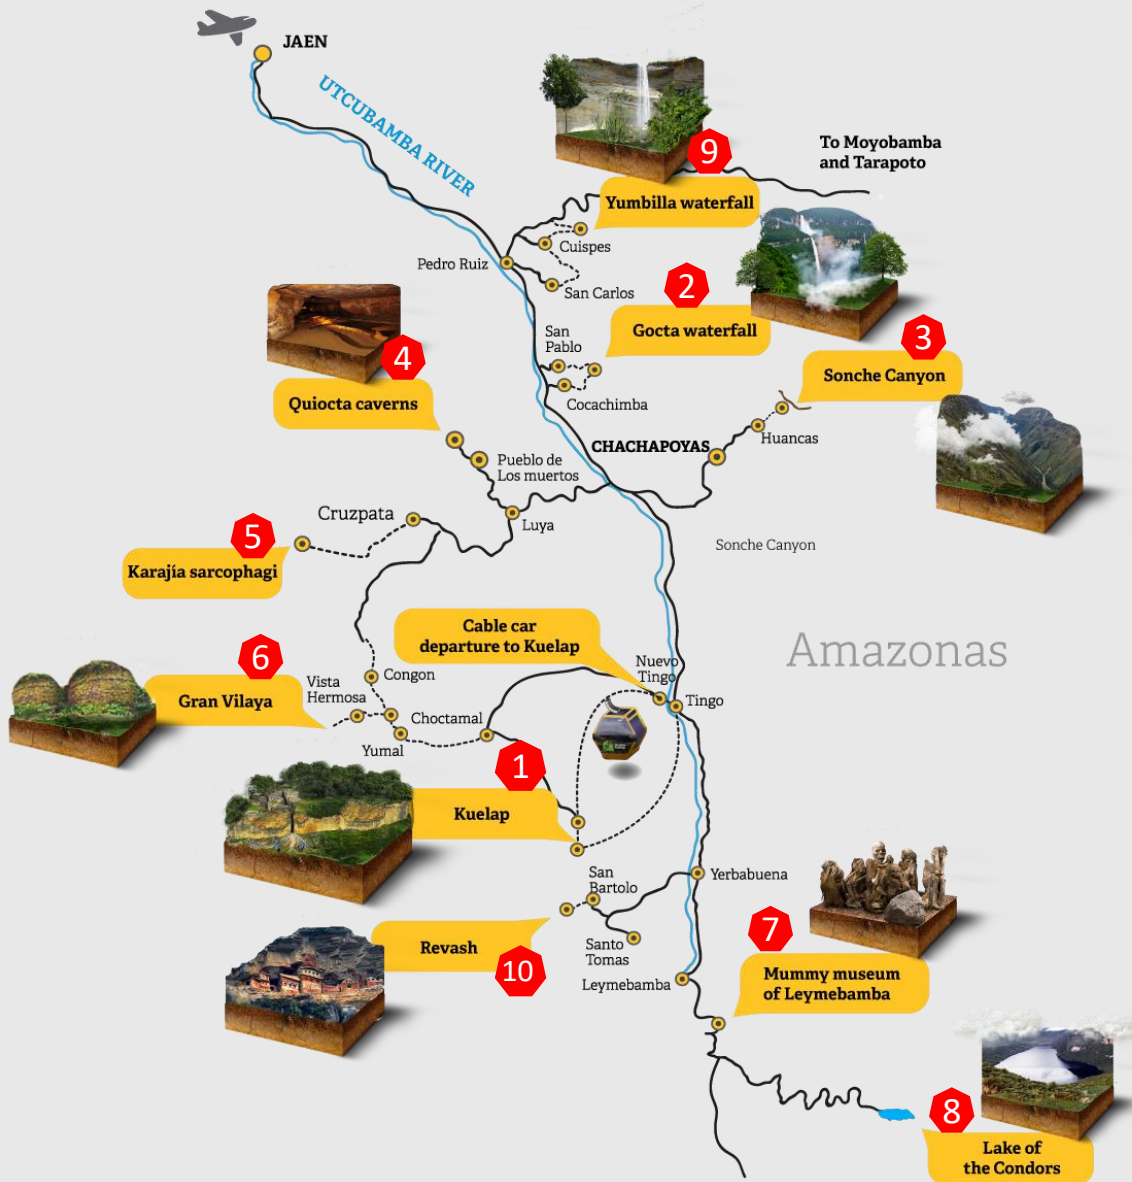 JAEN
UTCUBAMBA RIVER
9
To Moyobamba
and Tarapoto
Yumbilla waterfall
Cuispes
Pedro Ruiz
San Carlos
2
Gocta waterfall
San
Pablo
Cocachimba
3
Sonche Canyon
4
Quiocta caverns
Huancas
CHACHAPOYAS
Pueblo de
Los muertos
Luya
Cruzpata
5
Karajía sarcophagi
Sonche Canyon
Cable car
departure to Kuelap
Amazonas
6
Gran Vilaya
Vista
Hermosa
Congon
Nuevo
Tingo
Tingo
Choctamal
Yumal
1
Kuelap
San
Bartolo
Yerbabuena
Revash
10
Santo
Tomas
Leymebamba
7
Mummy museum
of Leymebamba
8
Lake of
the Condors